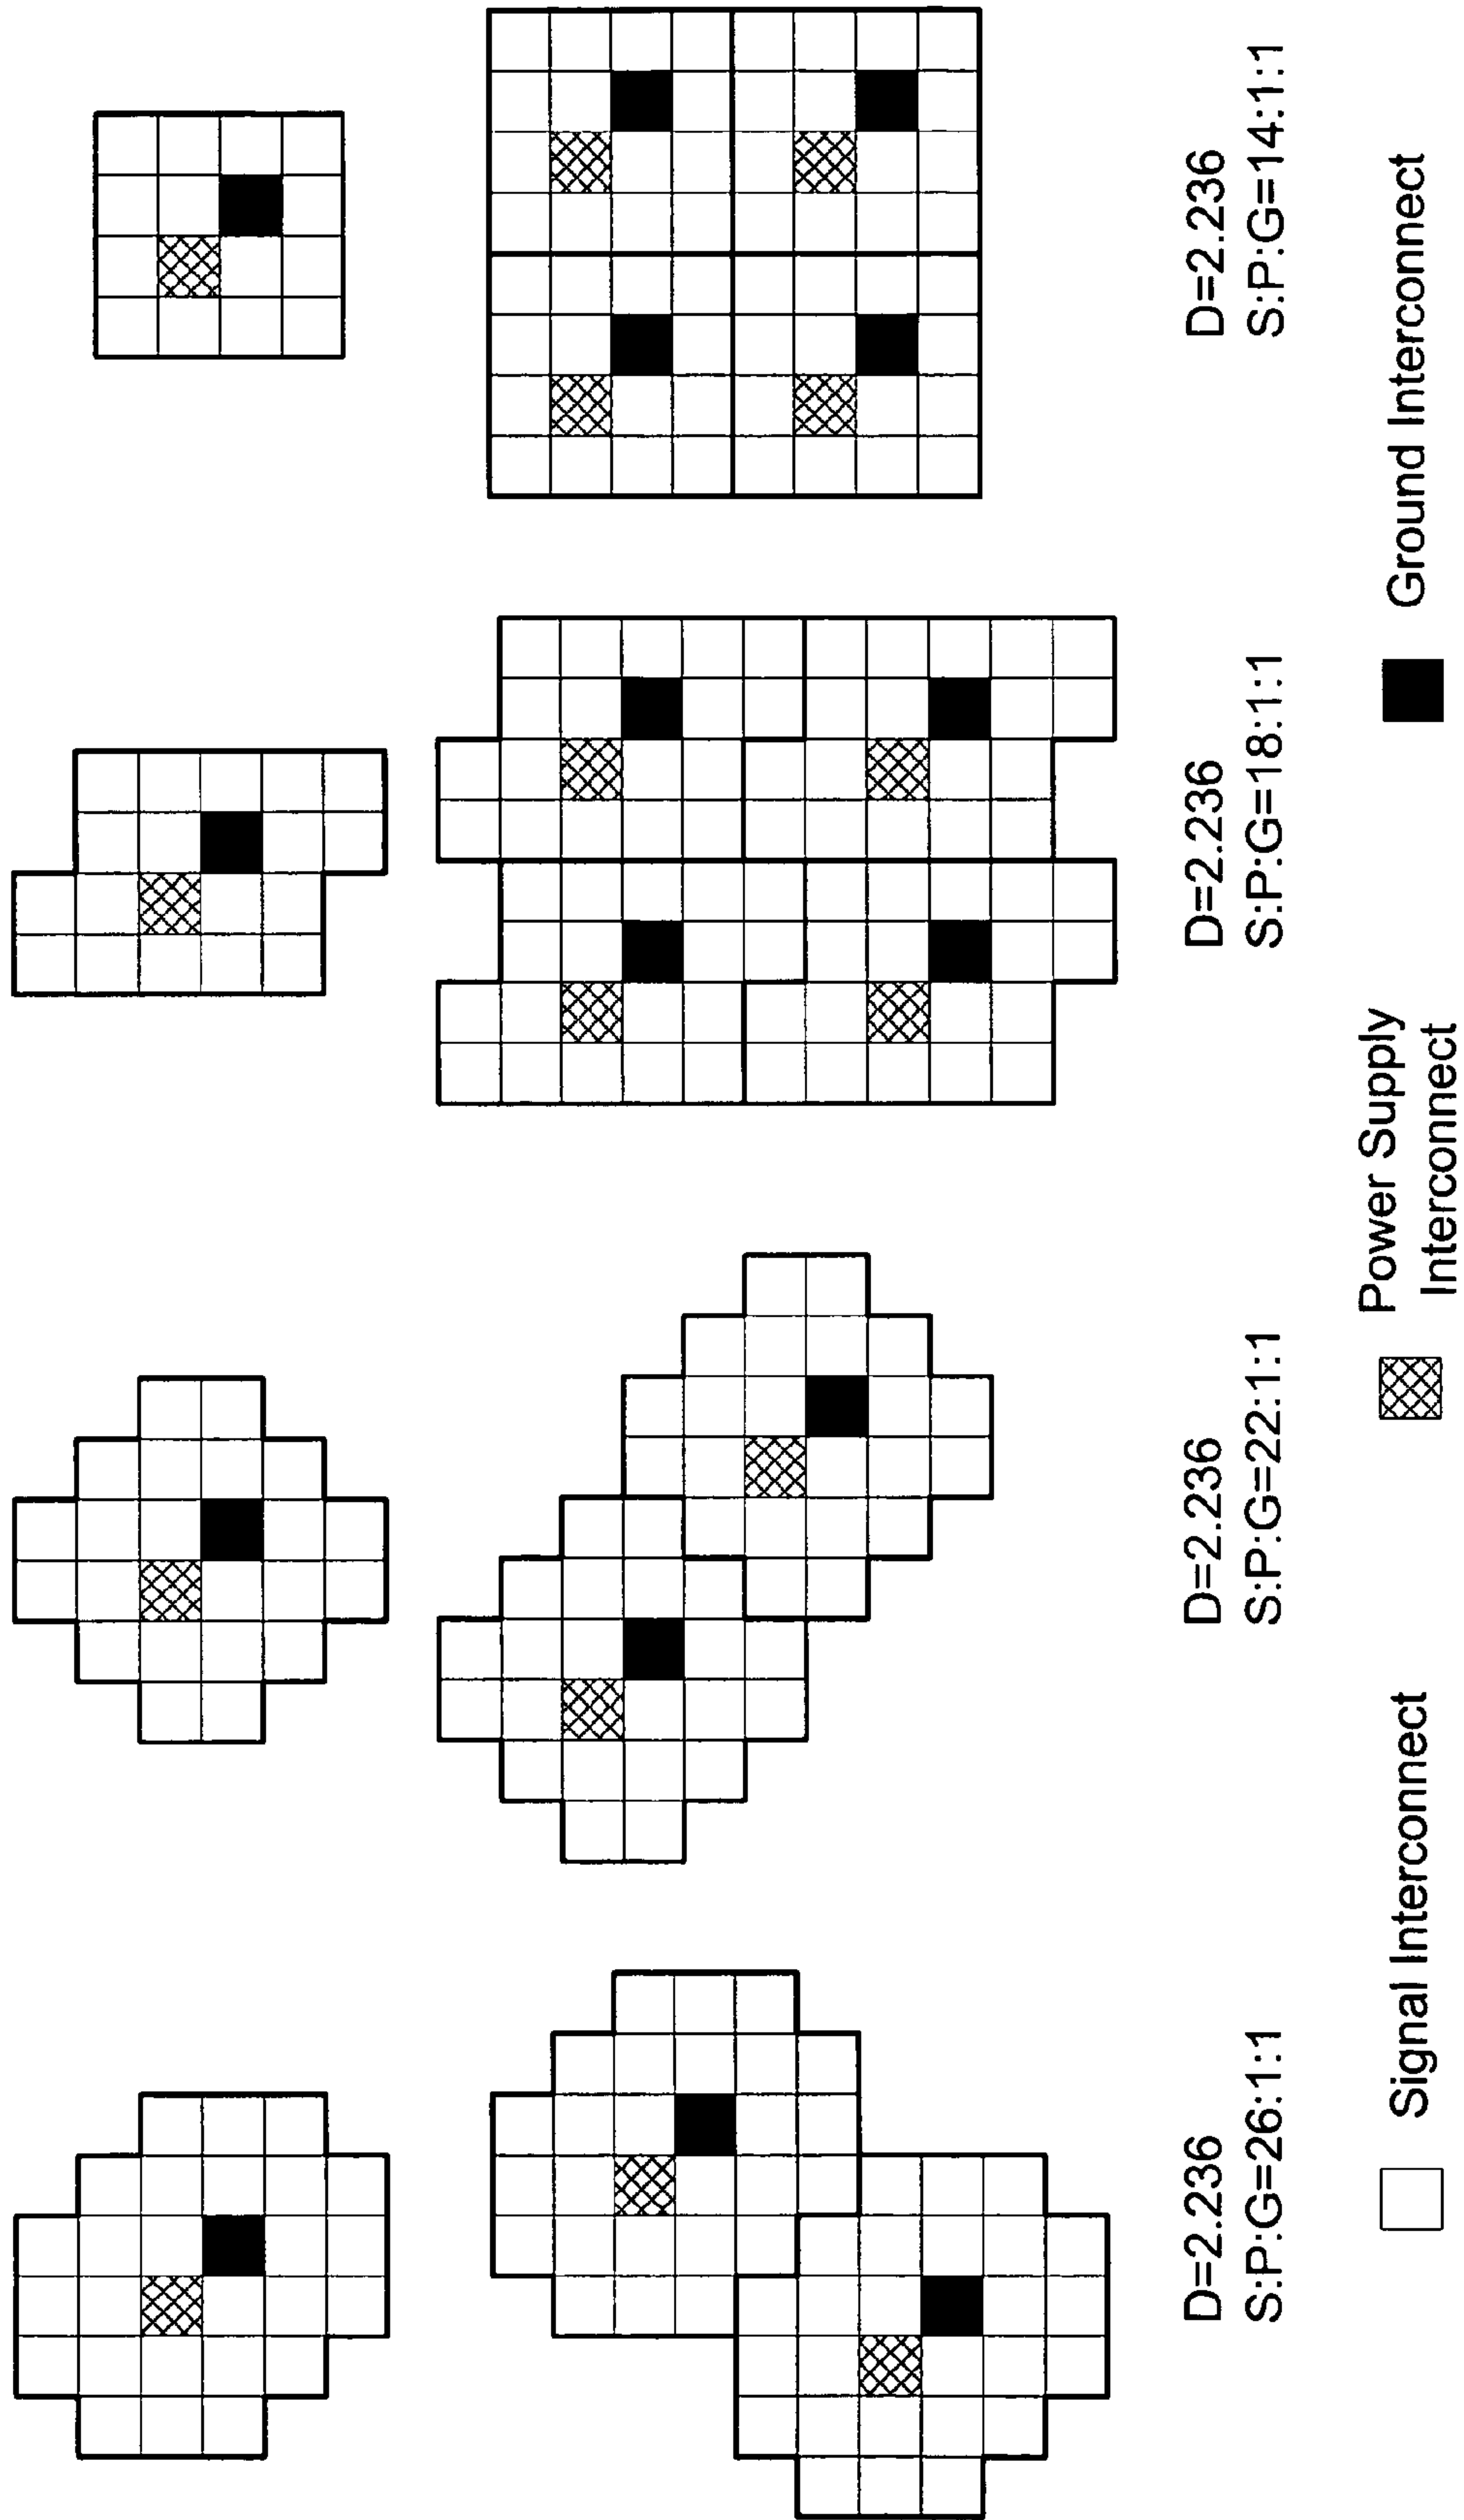 D=2.236
S:P:G=26:1:1
D=2.236
S:P:G=22:1:1
D=2.236
S:P:G=18:1:1
D=2.236
S:P:G=14:1:1
Signal Interconnect
Power Supply
Interconnect
Ground Interconnect